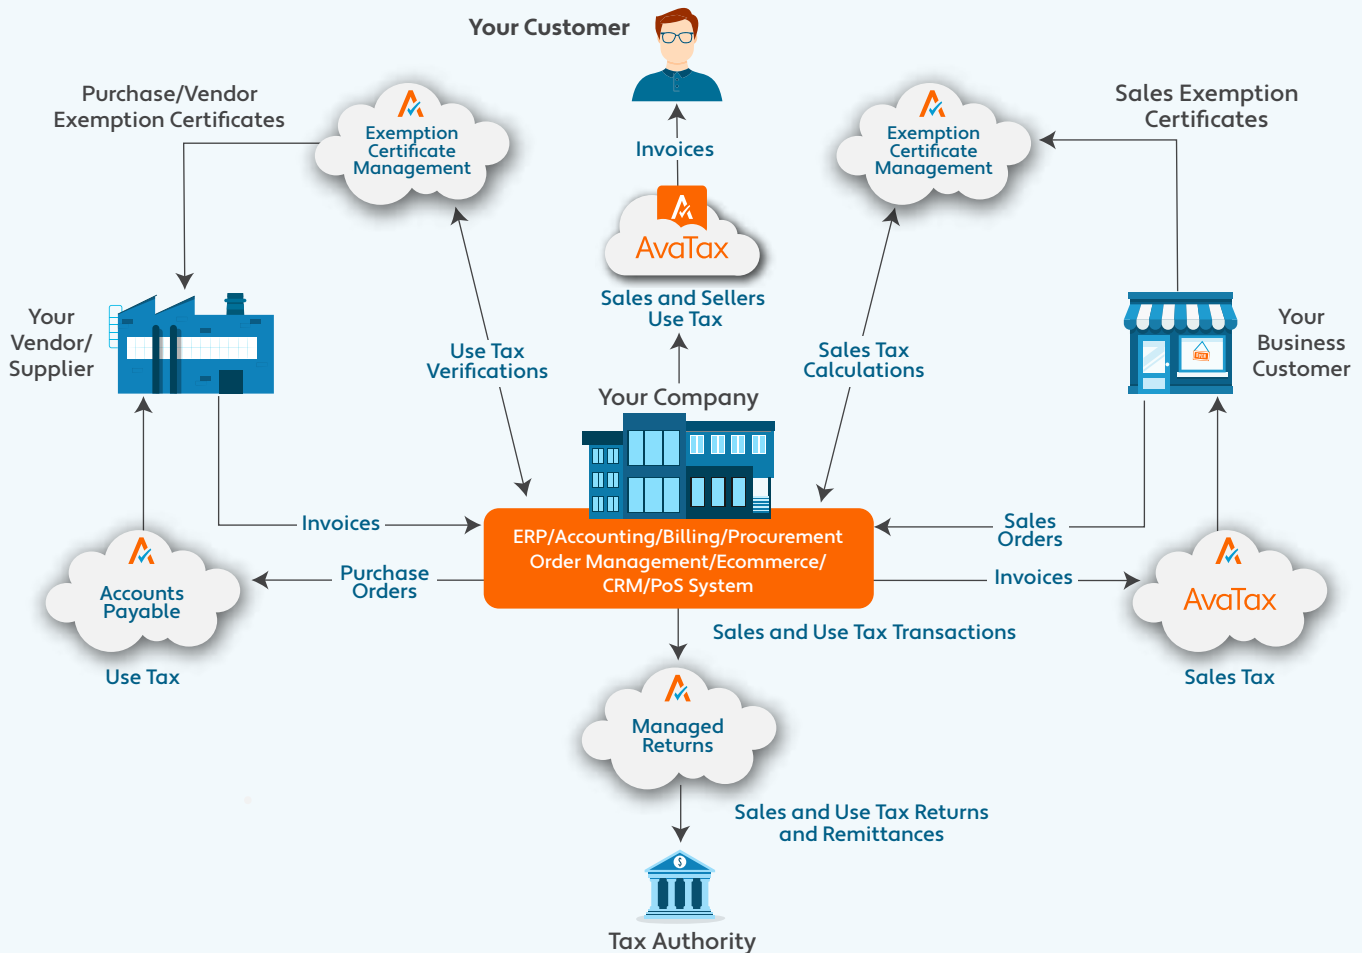 Your Customer
Purchase/Vendor
Exemption Certificates
Exemption
Certificate
Management
Invoices
AvaTax
Sales and Sellers
Use Tax
Exemption
Certificate
Management
Sales Exemption
Certificates
Your
Vendor/
Supplier
Use Tax
Verifications
Your Company
Sales Tax
Calculations
Your
Business
Customer
Invoices
ERP/Accounting/Billing/Procurement
Order Management/Ecommerce/
CRM/PoS System
Sales
Orders
Accounts
Payable
Use Tax
Purchase
Orders
Invoices
AvaTax
Sales Tax
Sales and Use Tax Transactions
Managed
Returns
Sales and Use Tax Returns
and Remittances
$
Tax Authority